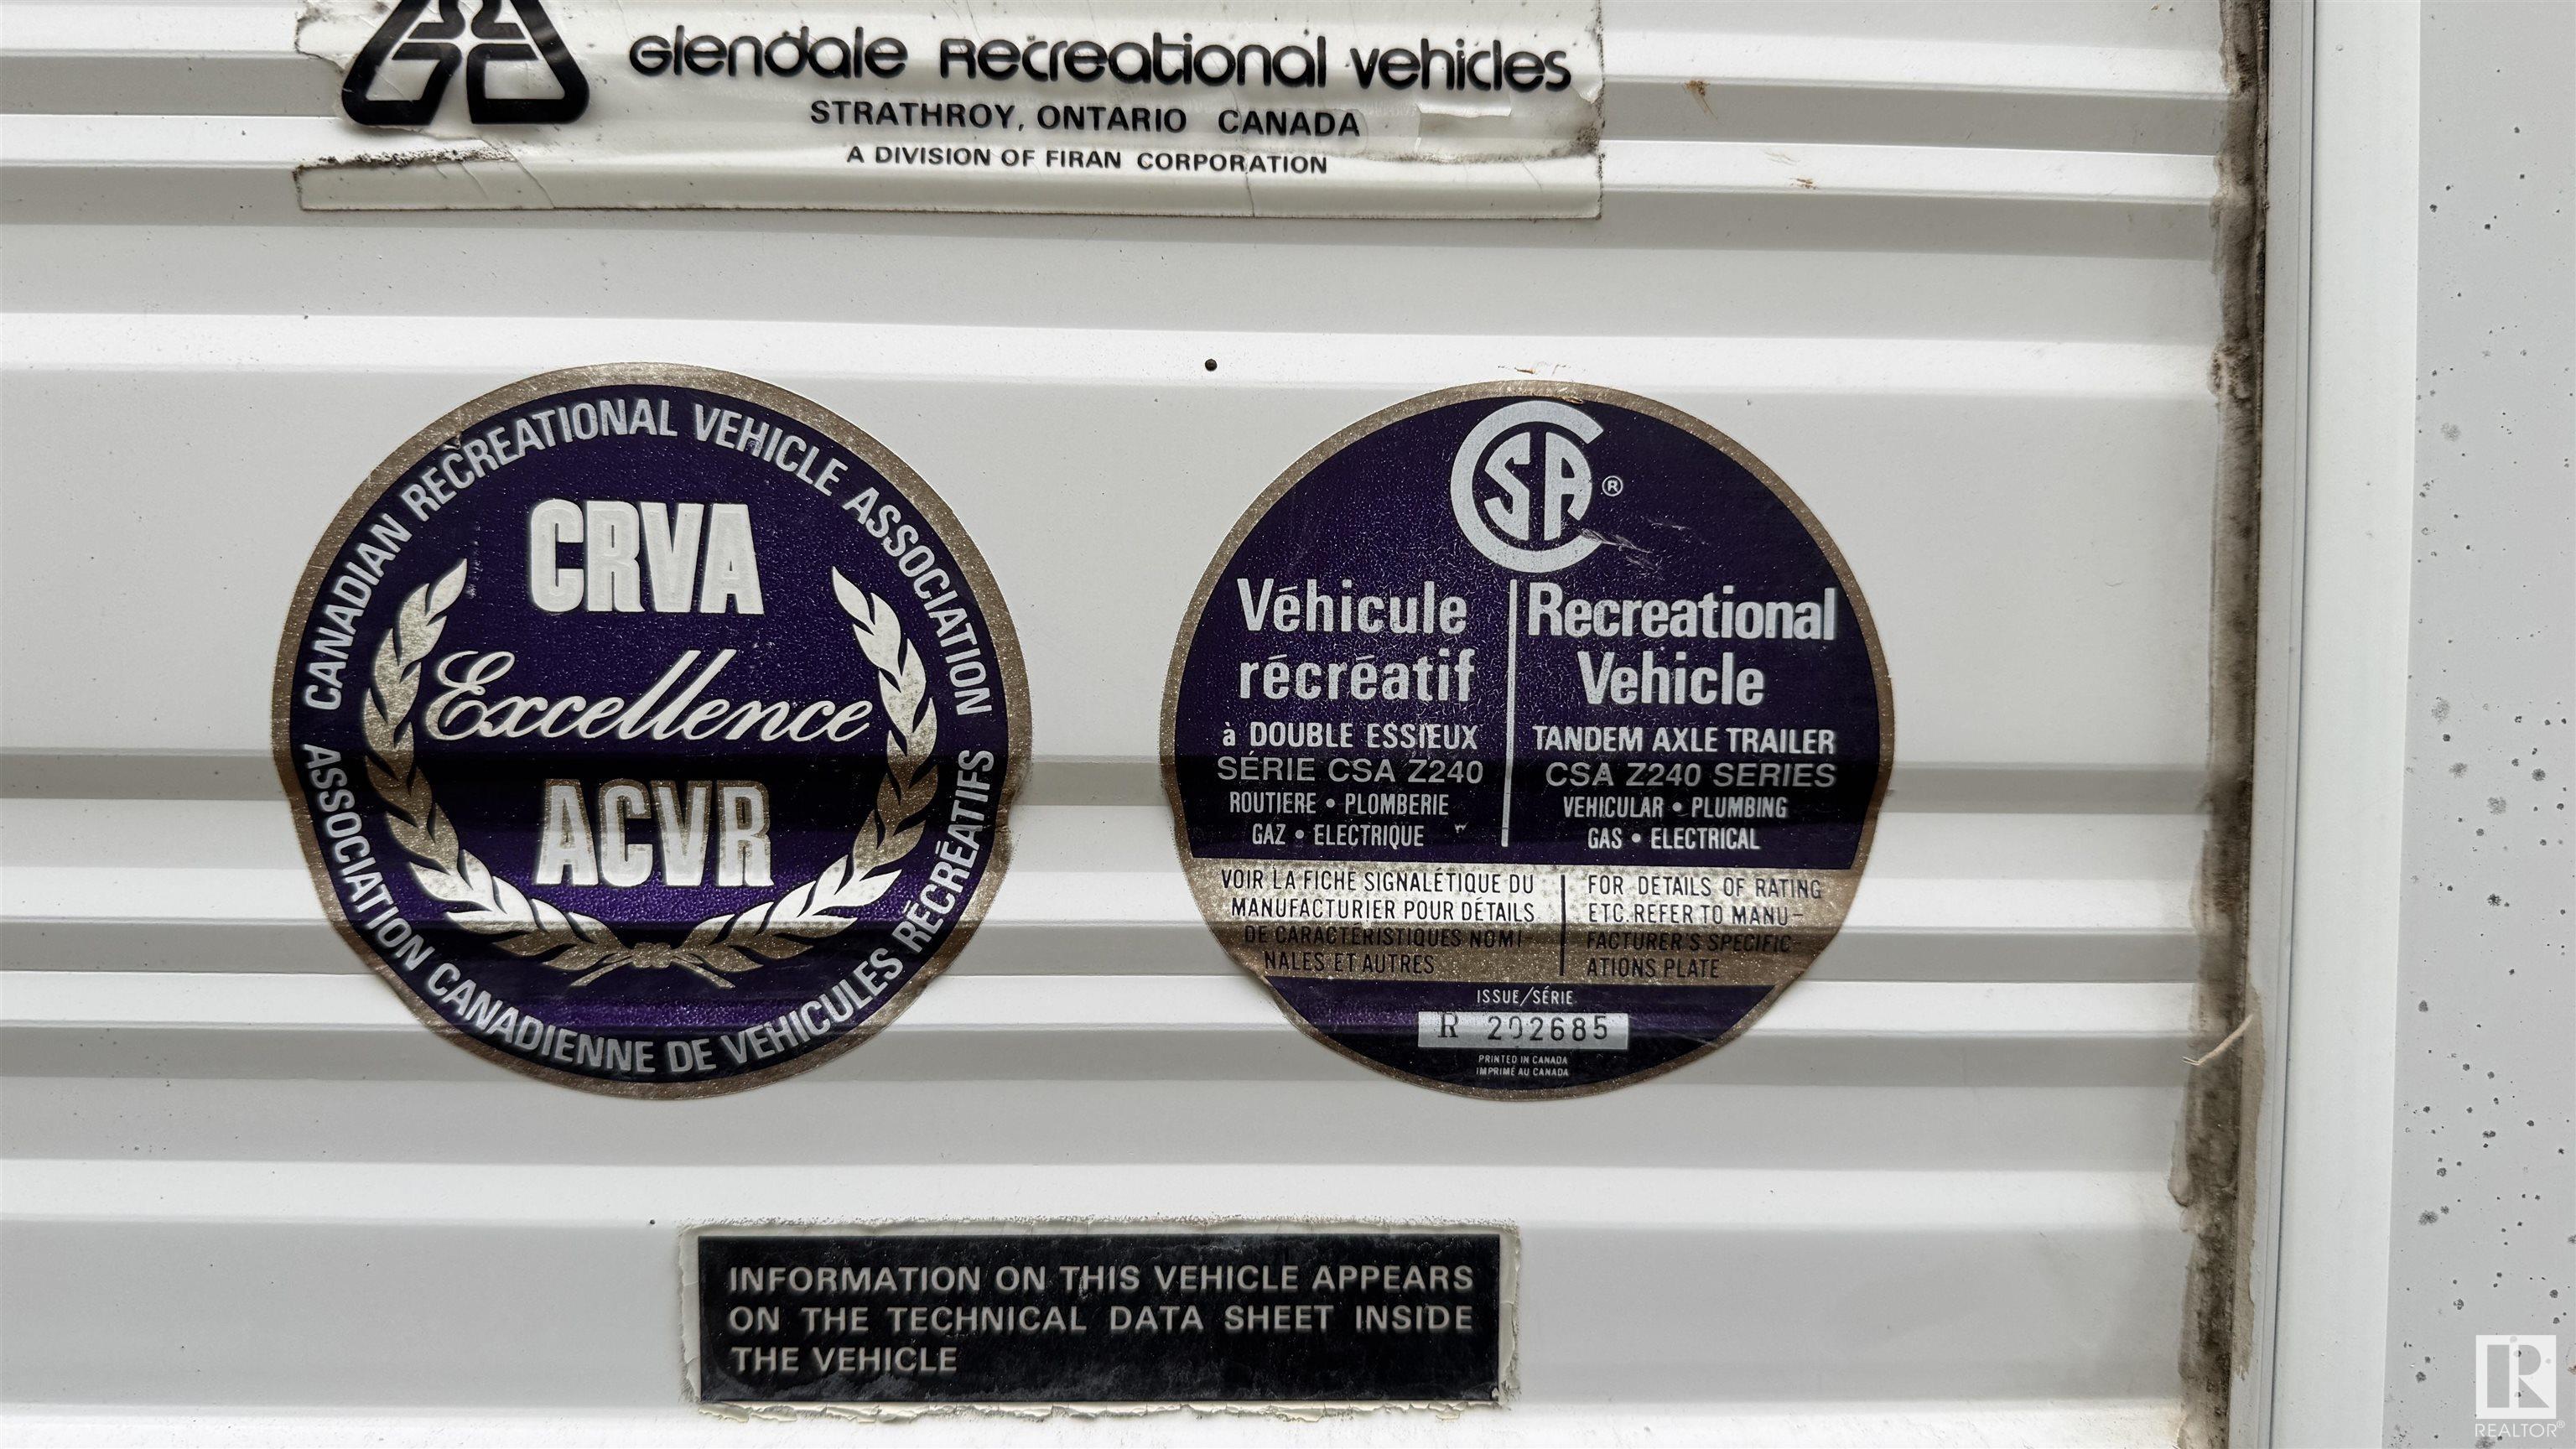 Glendale Recreational Vehicles
STRATHROY, ONTARIO CANADA
A DIVISION OF FIRAN CORPORATION
CANADIAN RECREATIONAL VEHICLE ASSOCIATION
CRVA
Excellence
ACVR
ASSOCIATION CANADIENNE DE VEHICULES RÉCRÉATIFS
CSA ®
Véhicule
récréatif
à DOUBLE ESSIEUX
SÉRIE CSA Z240
ROUTIERE • PLOMBERIE
GAZ • ELECTRIQUE
Recreational
Vehicle
TANDEM AXLE TRAILER
CSA Z240 SERIES
VEHICULAR • PLUMBING
GAS • ELECTRICAL
VOIR LA FICHE SIGNALÉTIQUE DU
MANUFACTURIER POUR DÉTAILS
DE CARACTÉRISTIQUES NOMI-
NALES ET AUTRES
FOR DETAILS OF RATING
ETC. REFER TO MANU-
FACTURER'S SPECIFIC-
ATIONS PLATE
ISSUE/SÉRIE
R 202685
PRINTED IN CANADA
IMPRIMÉ AU CANADA
INFORMATION ON THIS VEHICLE APPEARS
ON THE TECHNICAL DATA SHEET INSIDE
THE VEHICLE
R
REALTOR®